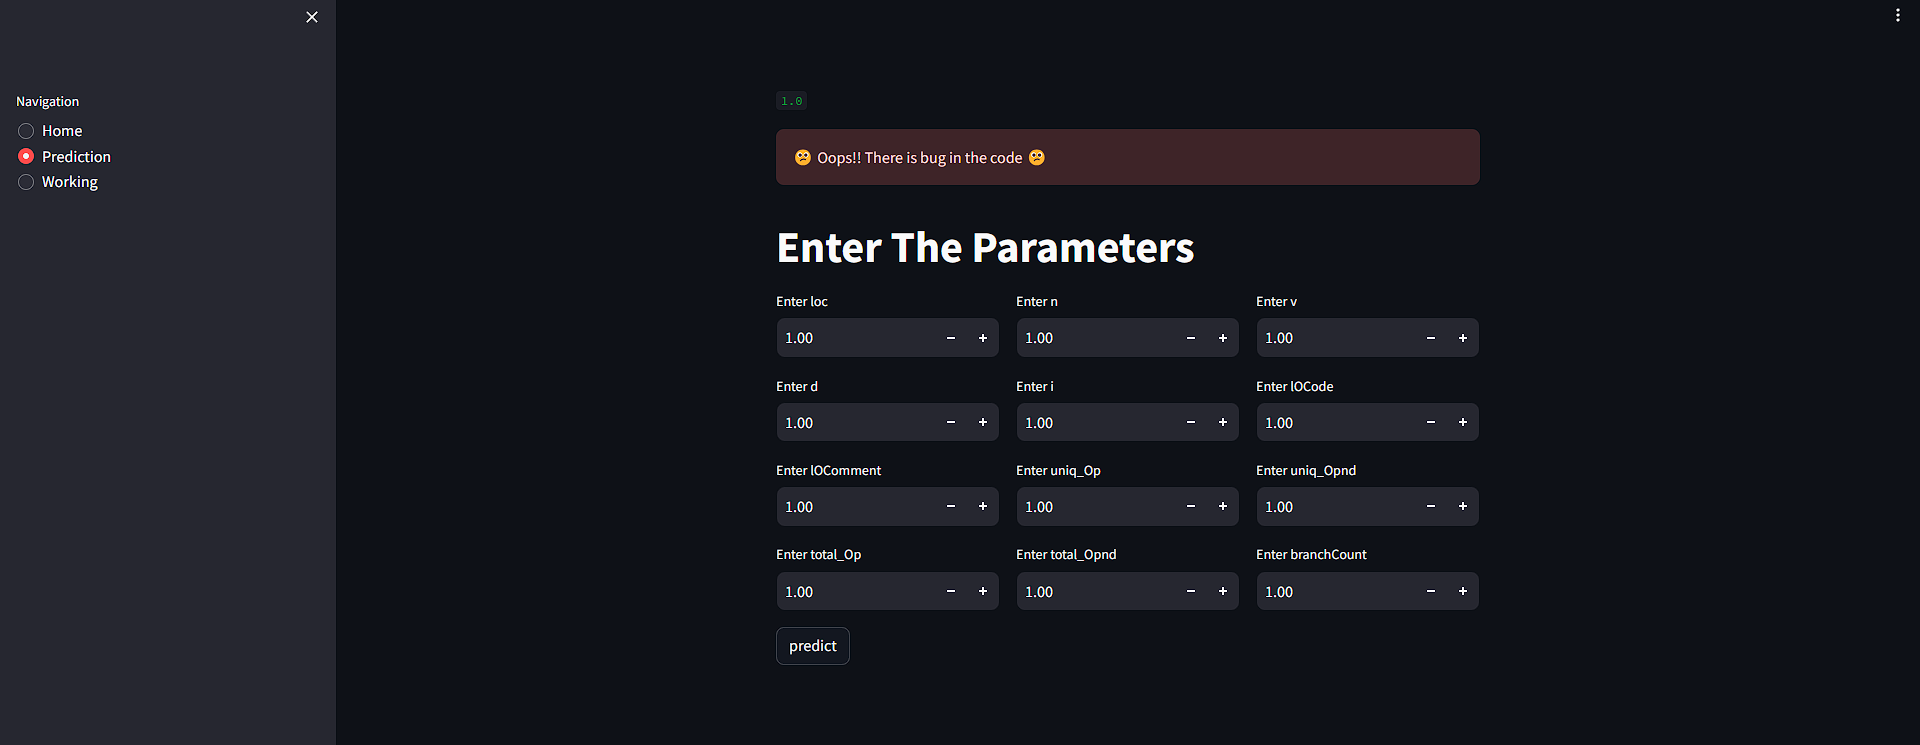 Navigation
Home
Prediction
Working
1.0
😕 Oops!! There is bug in the code 😕
Enter The Parameters
Enter loc
Enter n
Enter v
1.00
1.00
1.00
Enter d
Enter i
Enter lOCode
1.00
1.00
1.00
Enter lOComment
Enter uniq_Op
Enter uniq_Opnd
1.00
1.00
1.00
Enter total_Op
Enter total_Opnd
Enter branchCount
1.00
1.00
1.00
predict